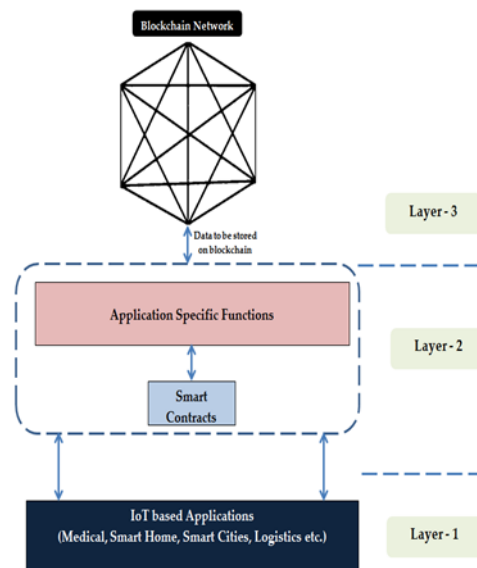 Blockchain Network
Layer - 3
Data to be stored
on blockchain
Application Specific Functions
Layer - 2
Smart
Contracts
IoT based Applications
(Medical, Smart Home, Smart Cities, Logistics etc.)
Layer - 1